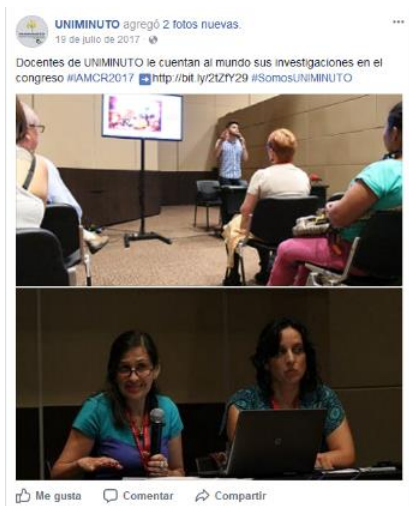 UNIMINUTO agregó 2 fotos nuevas.
19 de julio de 2017 ·
Docentes de UNIMINUTO le cuentan al mundo sus investigaciones en el
congreso #IAMCR2017 ➡http://bit.ly/2tZfY29 #SomosUNIMINUTO
Me gusta Comentar Compartir